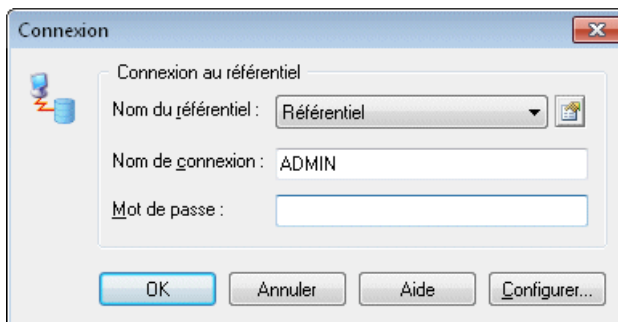 Connexion
Connexion au référentiel
Nom du référentiel : Référentiel
Nom de connexion : ADMIN
Mot de passe :
OK Annuler Aide Configurer...